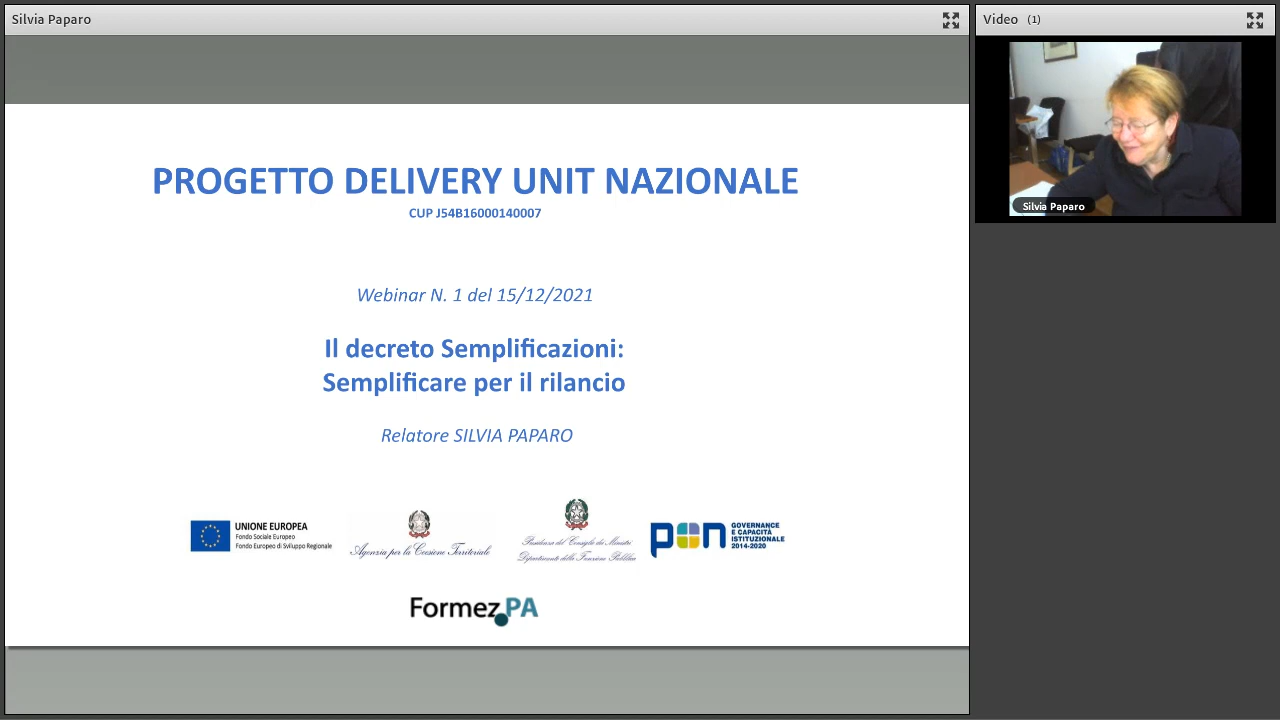 Silvia Paparo
Video (1)
Silvia Paparo
PROGETTO DELIVERY UNIT NAZIONALE
CUP J54B16000140007
Webinar N. 1 del 15/12/2021
Il decreto Semplificazioni:
Semplificare per il rilancio
Relatore SILVIA PAPARO
UNIONE EUROPEA
Fondo Sociale Europeo
Fondo Europeo di Sviluppo Regionale
Agenzia per la Coesione Territoriale
Presidenza del Consiglio dei Ministri
Dipartimento della Funzione Pubblica
pon
GOVERNANCE
E CAPACITÀ
ISTITUZIONALE
2014-2020
Formez PA